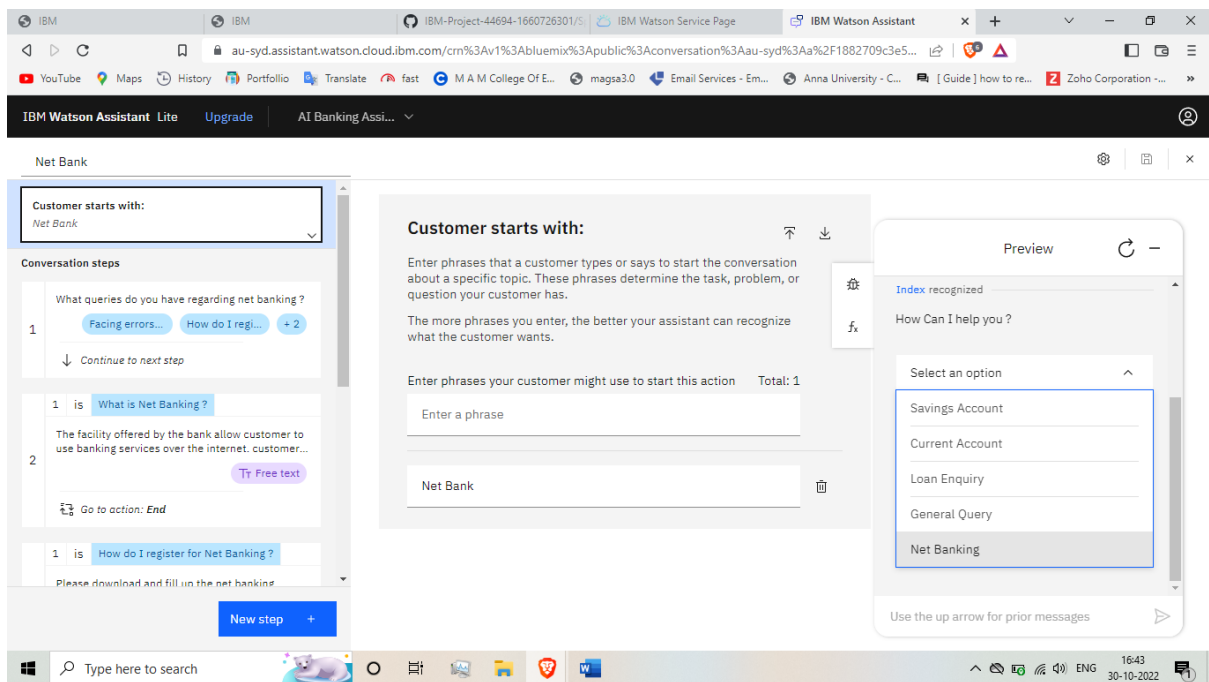 IBM
IBM
IBM-Project-44694-1660726301/S
IBM Watson Service Page
IBM Watson Assistant
au-syd.assistant.watson.cloud.ibm.com/crn%3Av1%3Abluemix%3Apublic%3Aconversation%3Aau-syd%3Aa%2F1882709c3e5...
YouTube
Maps
History
Portfolio
Translate
fast
M A M College Of E...
magsa3.0
Email Services - Em...
Anna University - C...
[ Guide ] how to re...
Zoho Corporation -...
IBM Watson Assistant Lite
Upgrade
AI Banking Assi...
Net Bank
Customer starts with:
Net Bank
Conversation steps
1
What queries do you have regarding net banking ?
Facing errors...
How do I regi...
+ 2
Continue to next step
2
1 is What is Net Banking ?
The facility offered by the bank allow customer to
use banking services over the internet. customer...
Free text
Go to action: End
1 is How do I register for Net Banking ?
Please download and fill up the net banking
New step +
Customer starts with:
Enter phrases that a customer types or says to start the conversation
about a specific topic. These phrases determine the task, problem, or
question your customer has.
The more phrases you enter, the better your assistant can recognize
what the customer wants.
Enter phrases your customer might use to start this action
Total: 1
Enter a phrase
Net Bank
Preview
Index recognized
How Can I help you ?
Select an option
Savings Account
Current Account
Loan Enquiry
General Query
Net Banking
Use the up arrow for prior messages
Type here to search
ENG
16:43
30-10-2022